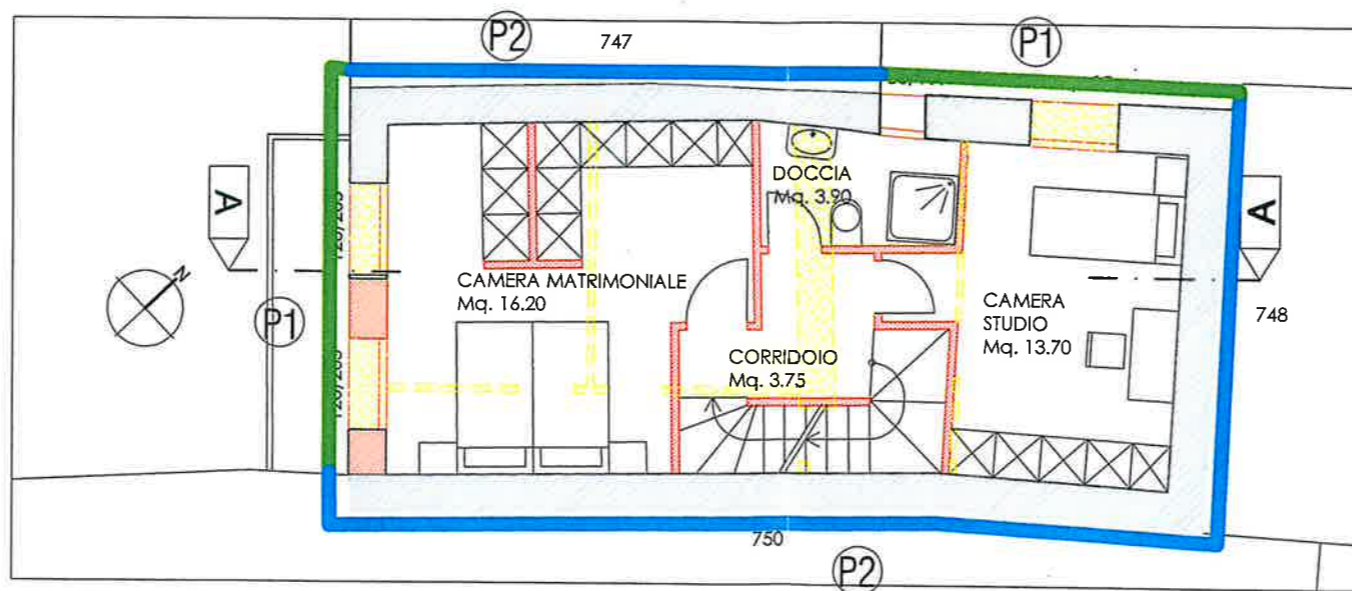 P2
747
P1
DOCCIA
Mq. 3.90
A
A
N
CAMERA MATRIMONIALE
Mq. 16.20
P1
CAMERA
STUDIO
Mq. 13.70
748
CORRIDOIO
Mq. 3.75
750
P2